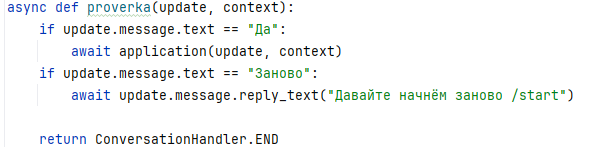 async def proverka(update, context):
    if update.message.text == "Да":
        await application(update, context)
    if update.message.text == "Заново":
        await update.message.reply_text("Давайте начнём заново /start")

    return ConversationHandler.END